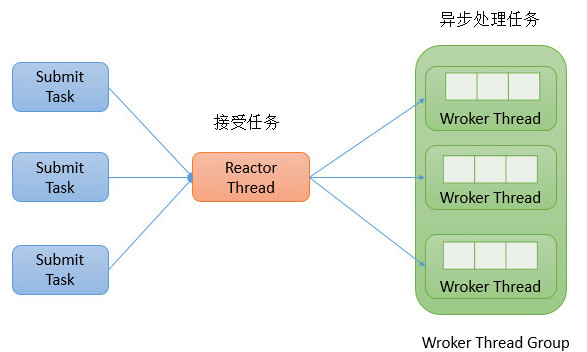 异步处理任务
Submit
Task
接受任务
Submit
Task
Reactor
Thread
Submit
Task
Wroker Thread
Wroker Thread
Wroker Thread
Wroker Thread Group